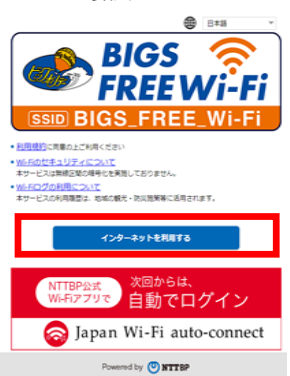 日本語
BIGS
FREE Wi-Fi
SSID BIGS_FREE_Wi-Fi
利用規約に同意の上ご利用ください
Wi-Fiのセキュリティについて
本サービスは無線区間の暗号化を実施しておりません。
Wi-Fiログの利用について
本サービスの利用履歴は、地域の観光・防災施策等に活用されます。
インターネットを利用する
NTTBP公式
Wi-Fiアプリで
次回からは、
自動でログイン
Japan Wi-Fi auto-connect
Powered by NTTBP